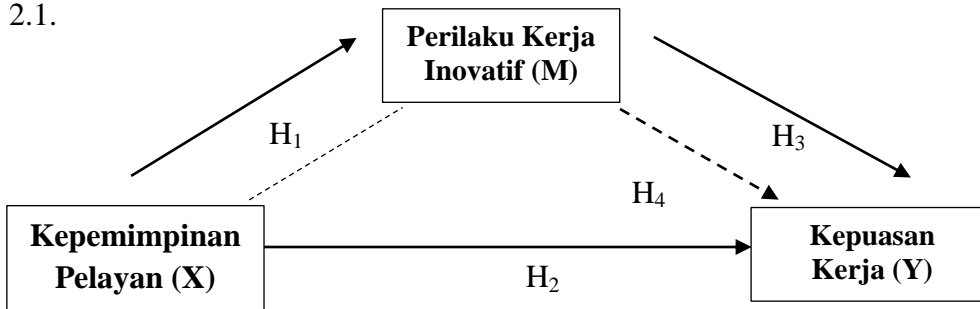 2.1.
Perilaku Kerja
Inovatif (M)
H₁
H₃
H₄
Kepemimpinan
Pelayan (X)
Kepuasan
Kerja (Y)
H₂